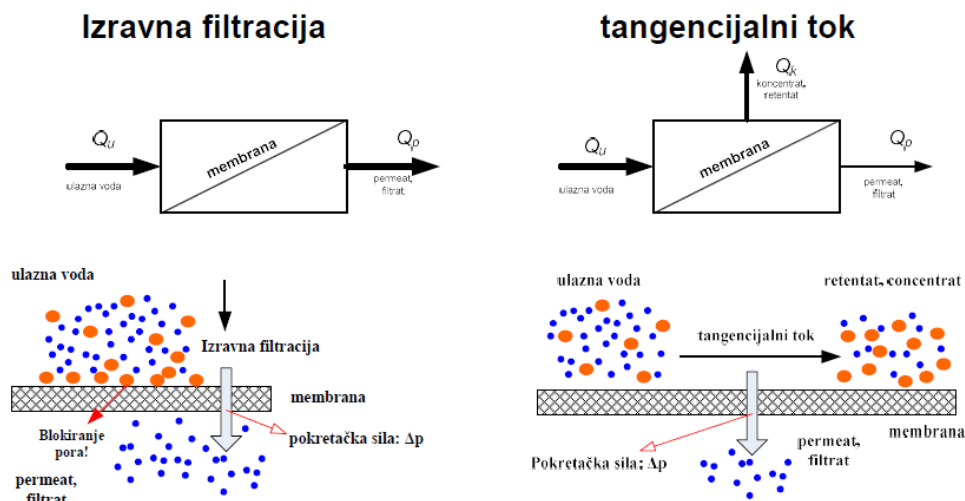 Izravna filtracija
Qu
ulazna voda
membrana
Qp
permeat,
filtrat
ulazna voda
Izravna filtracija
membrana
Blokiranje
pora!
pokretačka sila: Δp
permeat,
filtrat
tangencijalni tok
Qk
koncentrat,
retentat
Qu
ulazna voda
membrana
Qp
permeat,
filtrat
ulazna voda
retentat, concentrat
tangencijalni tok
membrana
Pokretačka sila; Δp
permeat,
filtrat